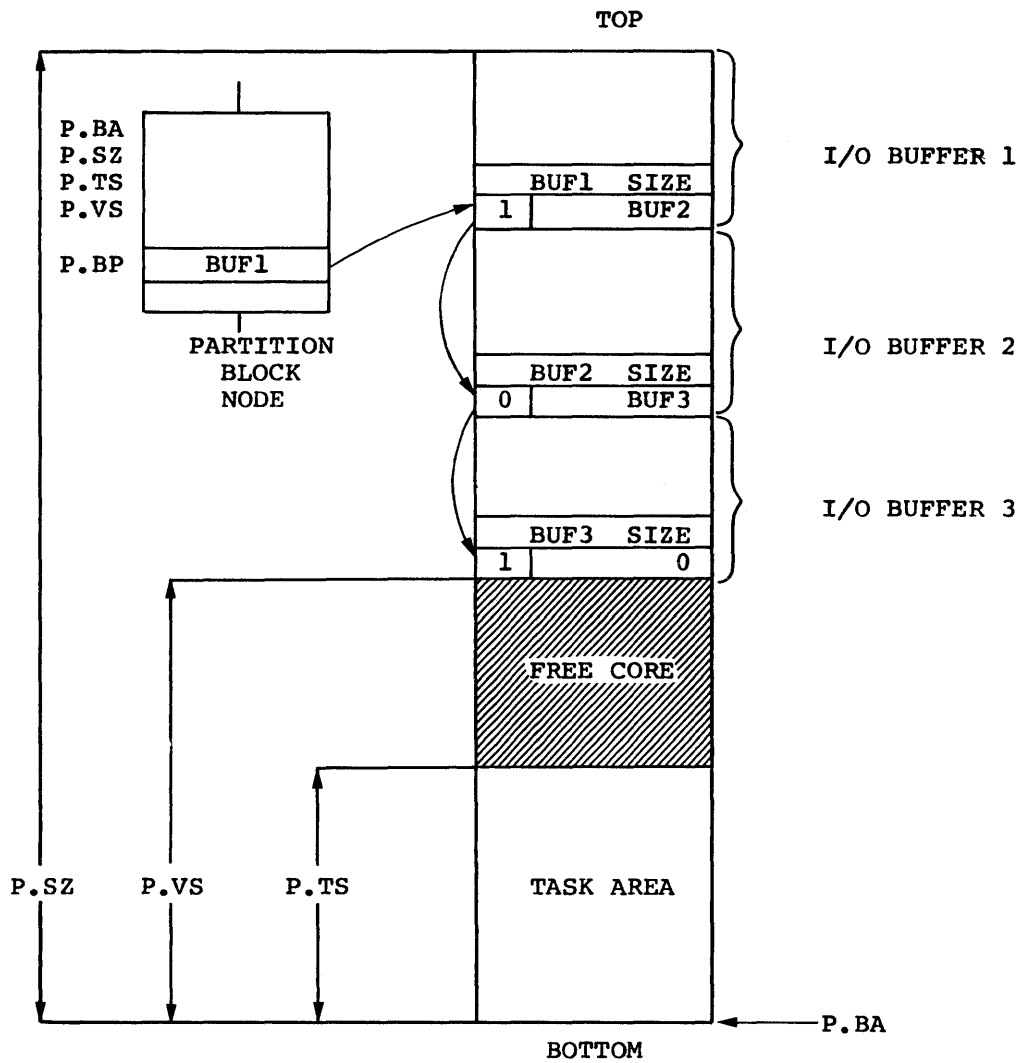 TOP
P.BA
P.SZ
P.TS
P.VS
P.BP
BUF1
PARTITION
BLOCK
NODE
BUF1 SIZE
1 BUF2
I/O BUFFER 1
BUF2 SIZE
0 BUF3
I/O BUFFER 2
BUF3 SIZE
1 0
I/O BUFFER 3
FREE CORE
P.SZ
P.VS
P.TS
TASK AREA
P.BA
BOTTOM